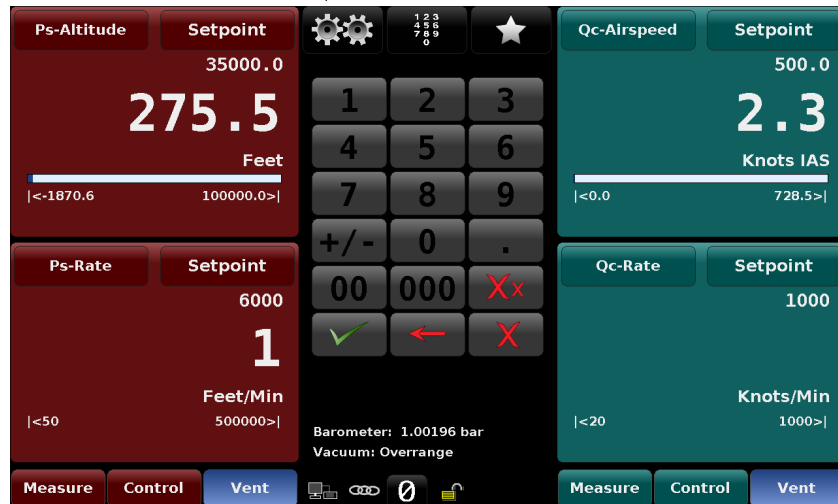 Ps-Altitude Setpoint
35000.0
275.5
Feet
|<-1870.6 100000.0>|
Ps-Rate Setpoint
6000
1
Feet/Min
|<50 500000>|
Measure Control Vent
1 2 3
4 5 6
7 8 9
0
1 2 3
4 5 6
7 8 9
+/- 0 .
00 000 Xx
X
Barometer: 1.00196 bar
Vacuum: Overrange
0
Qc-Airspeed Setpoint
500.0
2.3
Knots IAS
|<0.0 728.5>|
Qc-Rate Setpoint
1000
Knots/Min
|<20 1000>|
Measure Control Vent